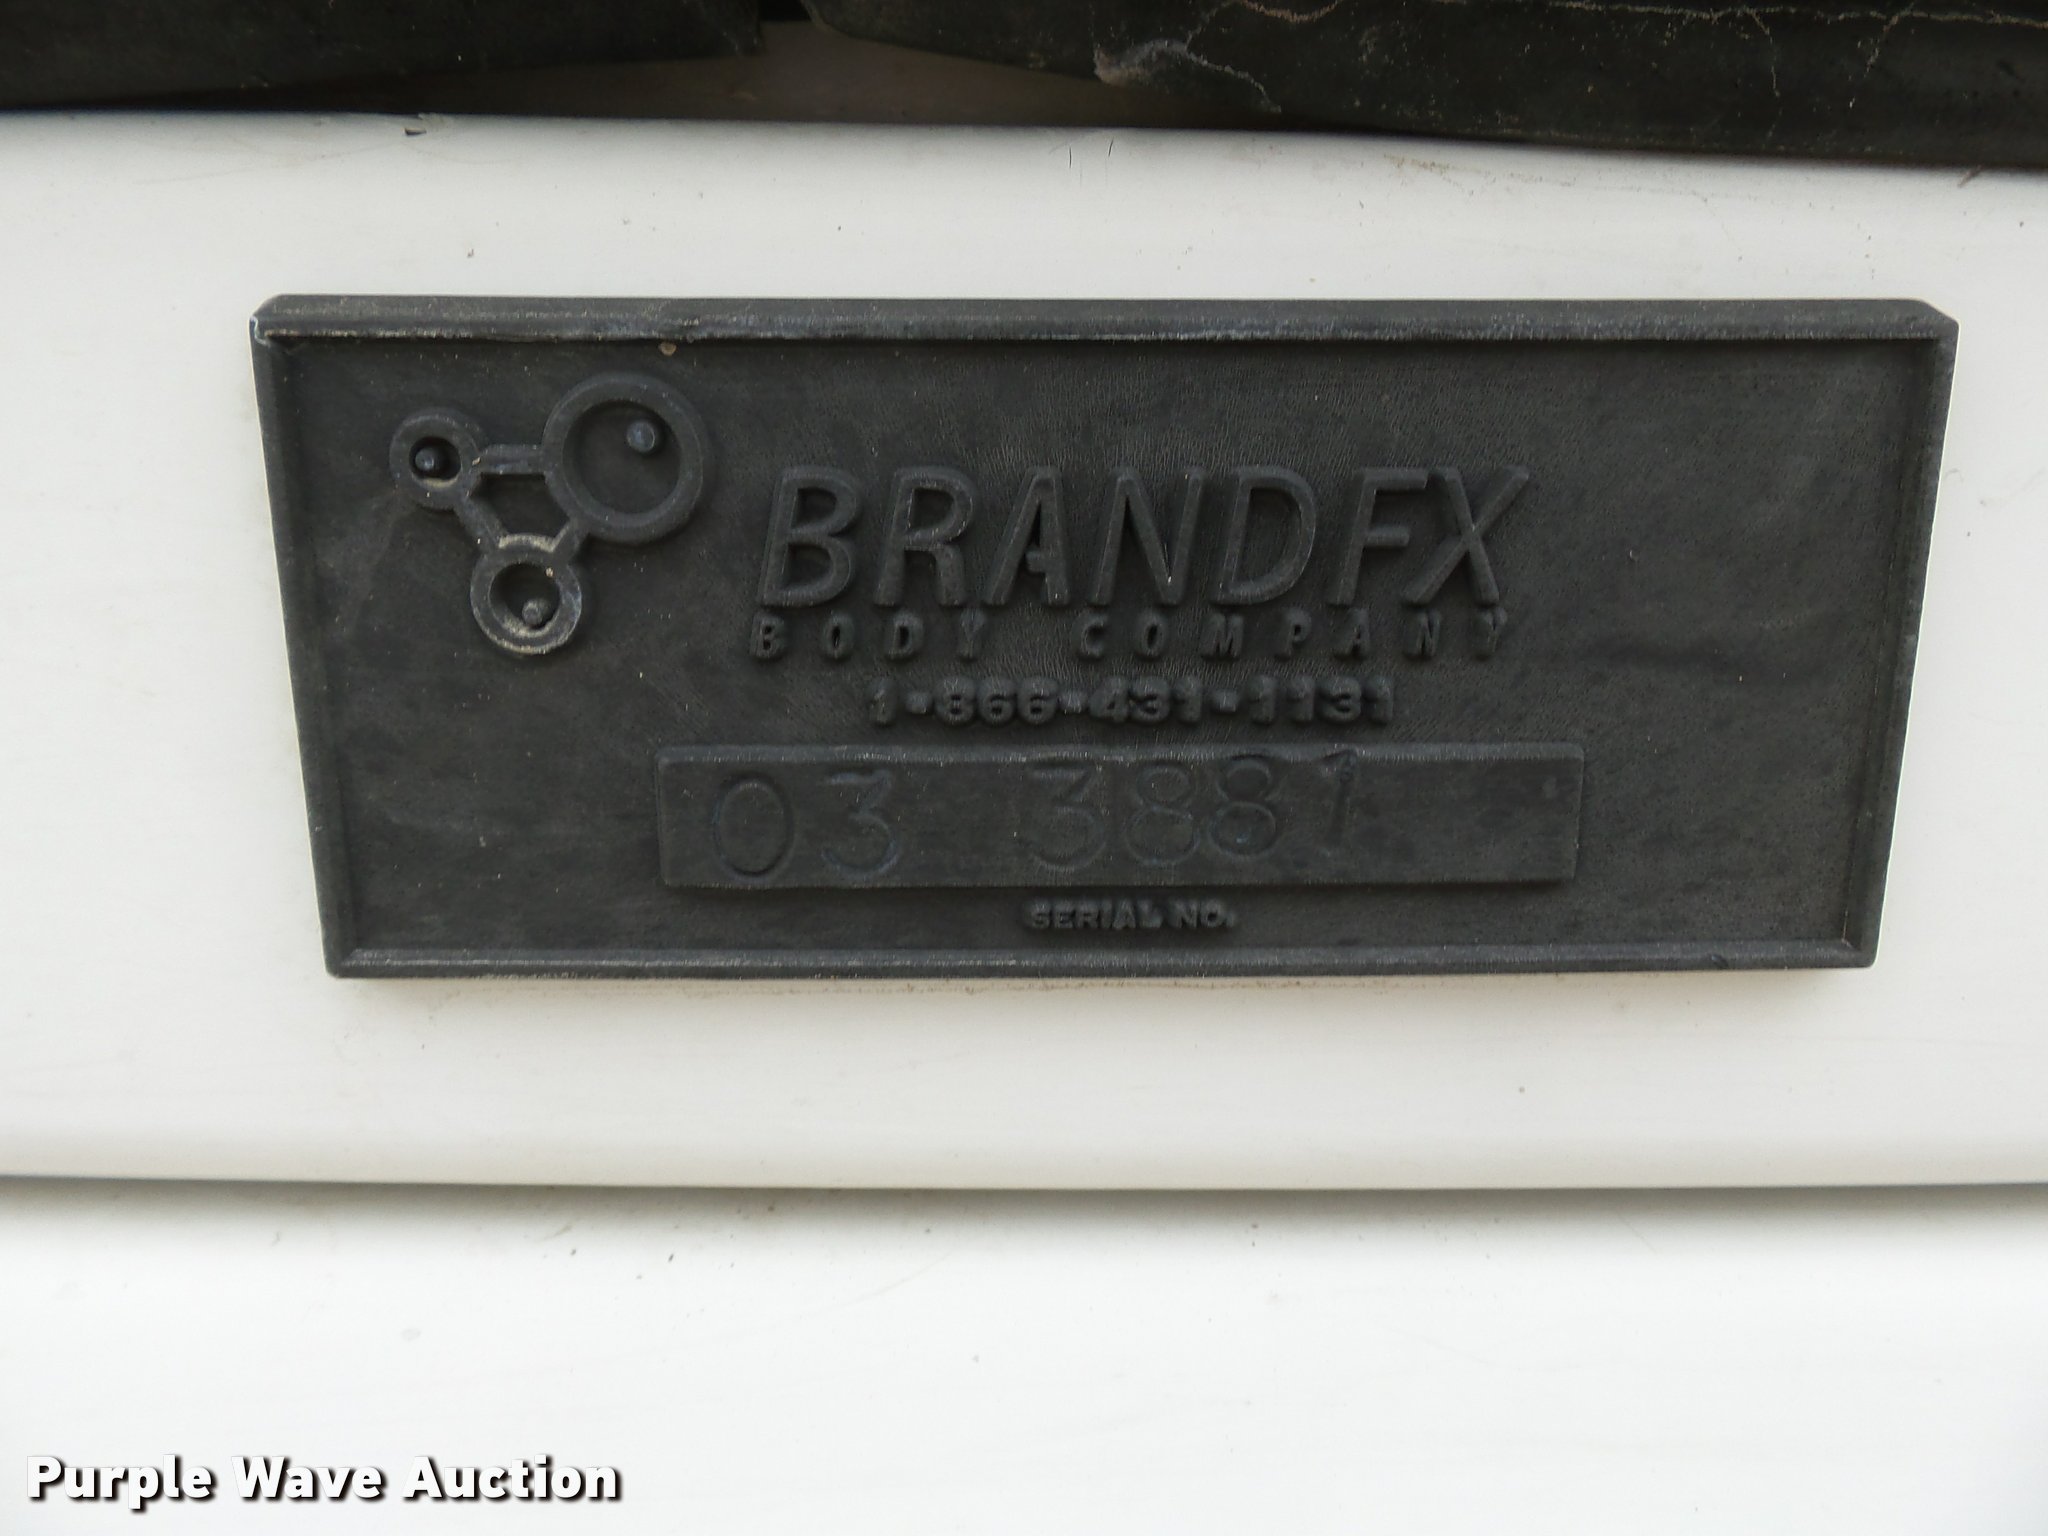 BRANDFX
BODY COMPANY
1-866-431-1131
03 3881
SERIAL NO.
Purple Wave Auction